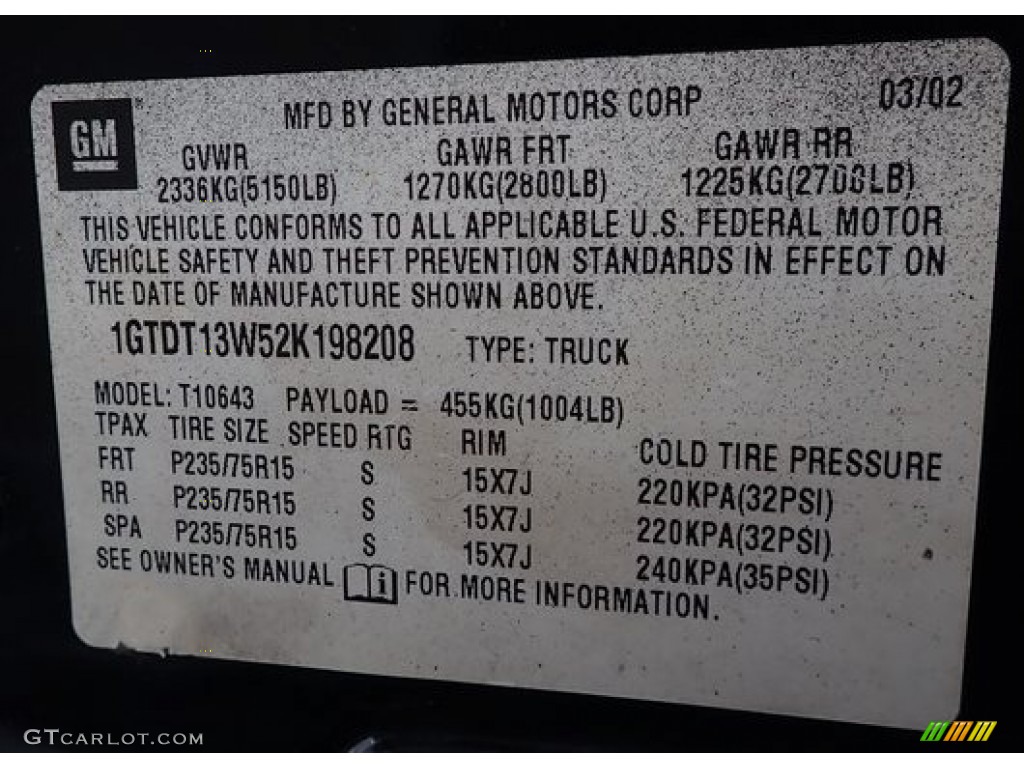 GM ® MFD BY GENERAL MOTORS CORP 03/02
GVWR GAWR FRT GAWR RR
2336KG(5150LB) 1270KG(2800LB) 1225KG(2700LB)
THIS VEHICLE CONFORMS TO ALL APPLICABLE U.S. FEDERAL MOTOR
VEHICLE SAFETY AND THEFT PREVENTION STANDARDS IN EFFECT ON
THE DATE OF MANUFACTURE SHOWN ABOVE.
1GTDT13W52K198208 TYPE: TRUCK
MODEL: T10643 PAYLOAD = 455KG(1004LB)
TPAX TIRE SIZE SPEED RTG RIM COLD TIRE PRESSURE
FRT P235/75R15 S 15X7J 220KPA(32PSI)
RR P235/75R15 S 15X7J 220KPA(32PSI)
SPA P235/75R15 S 15X7J 240KPA(35PSI)
SEE OWNER'S MANUAL i FOR MORE INFORMATION.
GTCARLOT.COM